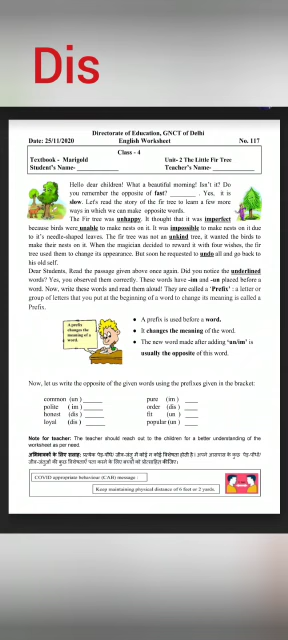 Dis
Directorate of Education, GNCT of Delhi
Date: 25/11/2020 English Worksheet No. 117
Class - 4
Textbook - Marigold Unit- 2 The Little Fir Tree
Student's Name- Teacher's Name-
Hello dear children! What a beautiful morning! Isn't it? Do
you remember the opposite of fast? ________ . Yes, it is
slow. Let's read the story of the fir tree to learn a few more
ways in which we can make opposite words.
The Fir Tree was unhappy. It thought that it was imperfect
because birds were unable to make nests on it. It was impossible to make nests on it due
to it's needle-shaped leaves. The fir tree was not an unkind tree, it wanted the birds to
make their nests on it. When the magician decided to reward it with four wishes, the fir
tree used them to change its appearance. But soon he requested to undo all and go back to
his old self.
Dear Students, Read the passage given above once again. Did you notice the underlined
words? Yes, you observed them correctly. These words have -im and -un placed before a
word. Now, write these words and read them aloud! They are called a 'Prefix' : a letter or
group of letters that you put at the beginning of a word to change its meaning is called a
Prefix.
A prefix
changes the
meaning of a
word.
• A prefix is used before a word.
• It changes the meaning of the word.
• The new word made after adding 'un/im' is
usually the opposite of this word.
Now, let us write the opposite of the given words using the prefixes given in the bracket:
common (un ) ______ pure (im ) ____
polite ( im ) ______ order (dis ) ____
honest (dis ) ______ fit (un ) ____
loyal (dis ) ______ popular (un ) ____
Note for teacher: The teacher should reach out to the children for a better understanding of the
worksheet as per need.
अभिभावकों के लिए सलाह: प्रत्येक पेड़-पौधे/ जीव-जंतु में कोई न कोई विशेषता होती है। अपने आसपास के कुछ पेड़-पौधों/
जीव-जंतुओं की कुछ विशेषताएँ पता करने के लिए बच्चों को प्रोत्साहित कीजिए।
COVID appropriate behaviour (CAB) message :
Keep maintaining physical distance of 6 feet or 2 yards.